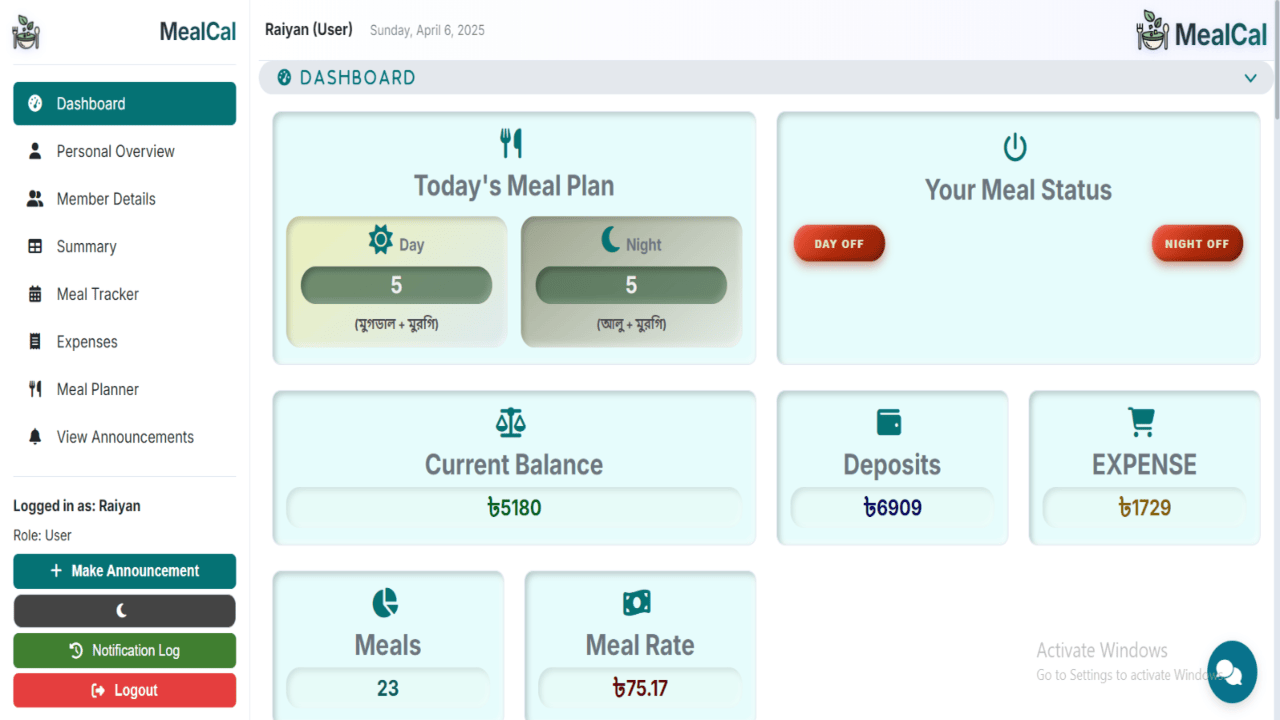 MealCal
Raiyan (User) Sunday, April 6, 2025
MealCal
Dashboard
Personal Overview
Member Details
Summary
Meal Tracker
Expenses
Meal Planner
View Announcements
Logged in as: Raiyan
Role: User
+ Make Announcement
Notification Log
Logout
DASHBOARD
Today's Meal Plan
Day
5
(মুগডাল + মুরগি)
Night
5
(আলু + মুরগি)
Your Meal Status
DAY OFF
NIGHT OFF
Current Balance
৳5180
Deposits
৳6909
EXPENSE
৳1729
Meals
23
Meal Rate
৳75.17
Activate Windows
Go to Settings to activate Windows